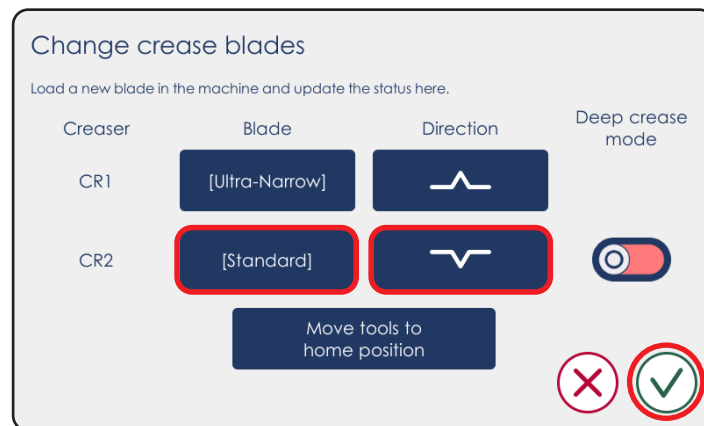 Change crease blades
Load a new blade in the machine and update the status here.
Creaser Blade Direction Deep crease
mode
CR1 [Ultra-Narrow]
CR2 [Standard]
Move tools to
home position